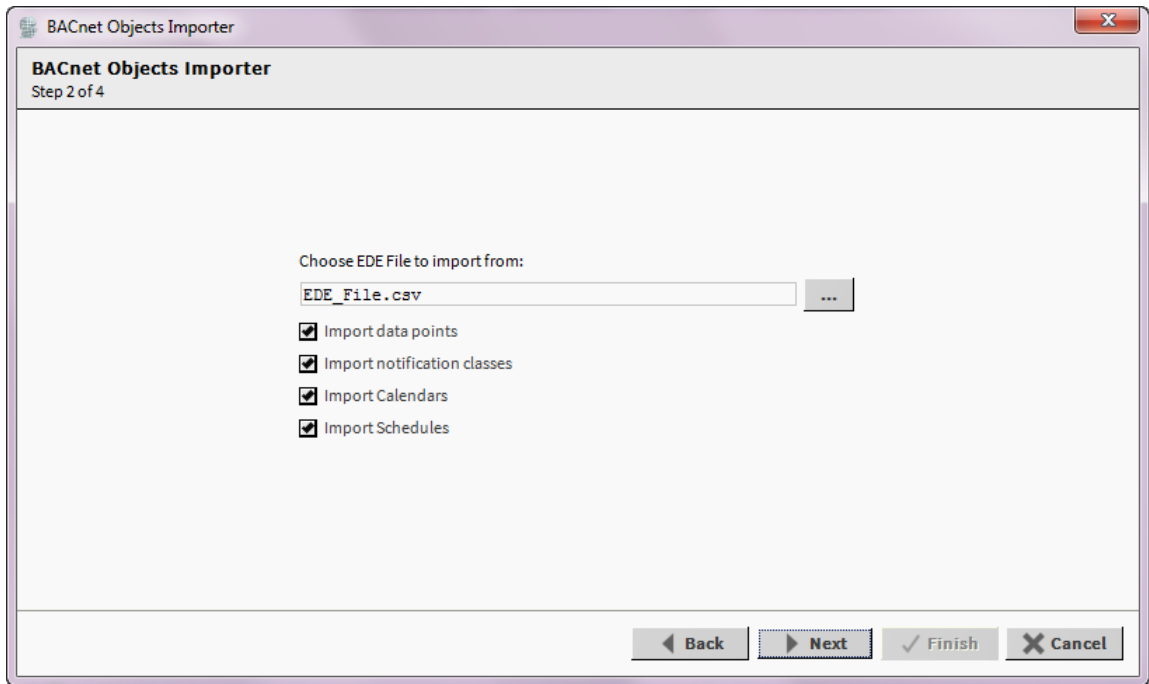 BACnet Objects Importer
BACnet Objects Importer
Step 2 of 4
Choose EDE File to import from:
EDE_File.csv
...
Import data points
Import notification classes
Import Calendars
Import Schedules
Back Next Finish Cancel